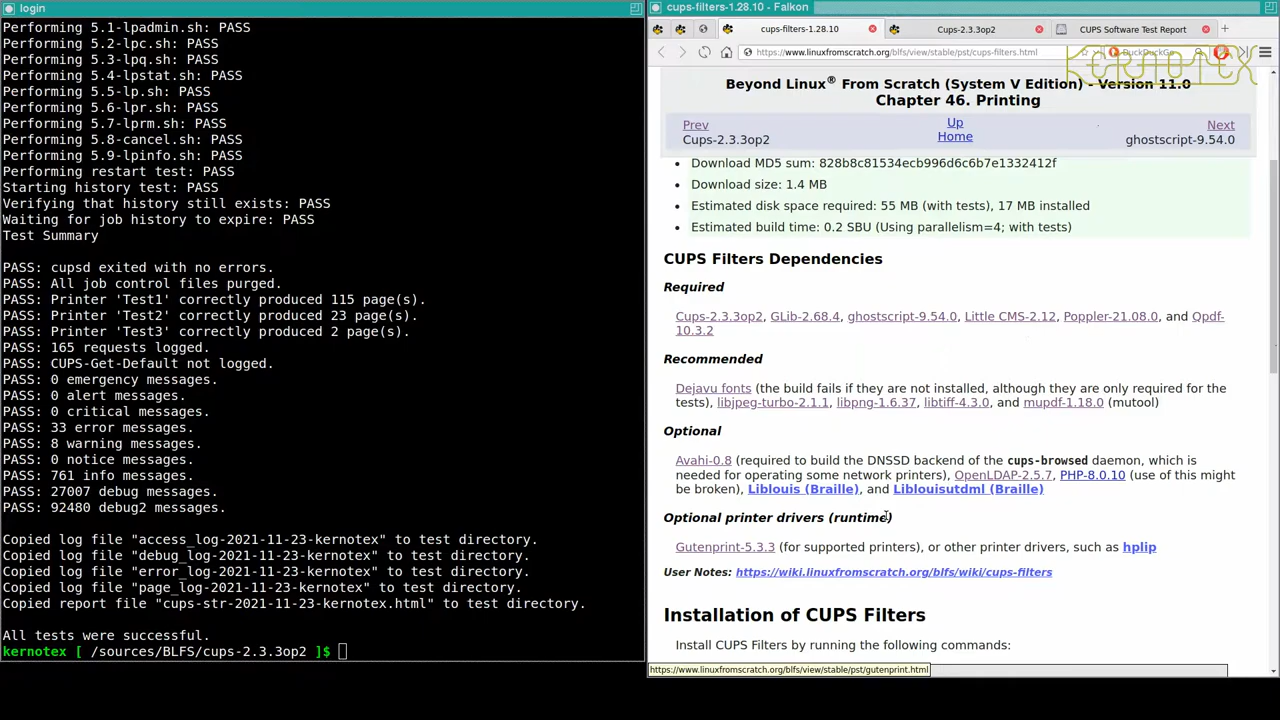 login
Performing 5.1-lpadmin.sh: PASS
Performing 5.2-lpc.sh: PASS
Performing 5.3-lpq.sh: PASS
Performing 5.4-lpstat.sh: PASS
Performing 5.5-lp.sh: PASS
Performing 5.6-lpr.sh: PASS
Performing 5.7-lprm.sh: PASS
Performing 5.8-cancel.sh: PASS
Performing 5.9-lpinfo.sh: PASS
Performing restart test: PASS
Starting history test: PASS
Verifying that history still exists: PASS
Waiting for job history to expire: PASS
Test Summary
PASS: cupsd exited with no errors.
PASS: All job control files purged.
PASS: Printer 'Test1' correctly produced 115 page(s).
PASS: Printer 'Test2' correctly produced 23 page(s).
PASS: Printer 'Test3' correctly produced 2 page(s).
PASS: 165 requests logged.
PASS: CUPS-Get-Default not logged.
PASS: 0 emergency messages.
PASS: 0 alert messages.
PASS: 0 critical messages.
PASS: 33 error messages.
PASS: 8 warning messages.
PASS: 0 notice messages.
PASS: 761 info messages.
PASS: 27007 debug messages.
PASS: 92480 debug2 messages.
Copied log file "access_log-2021-11-23-kernotex" to test directory.
Copied log file "debug_log-2021-11-23-kernotex" to test directory.
Copied log file "error_log-2021-11-23-kernotex" to test directory.
Copied log file "page_log-2021-11-23-kernotex" to test directory.
Copied report file "cups-str-2021-11-23-kernotex.html" to test directory.
All tests were successful.
kernotex [ /sources/BLFS/cups-2.3.3op2 ]$
cups-filters-1.28.10 - Falkon
cups-filters-1.28.10
Cups-2.3.3op2
CUPS Software Test Report
https://www.linuxfromscratch.org/blfs/view/stable/pst/cups-filters.html
DuckDuckGo
KERNOTEX
Beyond Linux® From Scratch (System V Edition) - Version 11.0
Chapter 46. Printing
Prev Up Next
Cups-2.3.3op2 Home ghostscript-9.54.0
• Download MD5 sum: 828b8c81534ecb996d6c6b7e1332412f
• Download size: 1.4 MB
• Estimated disk space required: 55 MB (with tests), 17 MB installed
• Estimated build time: 0.2 SBU (Using parallelism=4; with tests)
CUPS Filters Dependencies
Required
Cups-2.3.3op2, GLib-2.68.4, ghostscript-9.54.0, Little CMS-2.12, Poppler-21.08.0, and Qpdf-
10.3.2
Recommended
Dejavu fonts (the build fails if they are not installed, although they are only required for the
tests), libjpeg-turbo-2.1.1, libpng-1.6.37, libtiff-4.3.0, and mupdf-1.18.0 (mutool)
Optional
Avahi-0.8 (required to build the DNSSD backend of the cups-browsed daemon, which is
needed for operating some network printers), OpenLDAP-2.5.7, PHP-8.0.10 (use of this might
be broken), Liblouis (Braille), and Liblouisutdml (Braille)
Optional printer drivers (runtime)
Gutenprint-5.3.3 (for supported printers), or other printer drivers, such as hplip
User Notes: https://wiki.linuxfromscratch.org/blfs/wiki/cups-filters
Installation of CUPS Filters
Install CUPS Filters by running the following commands:
https://www.linuxfromscratch.org/blfs/view/stable/pst/gutenprint.html